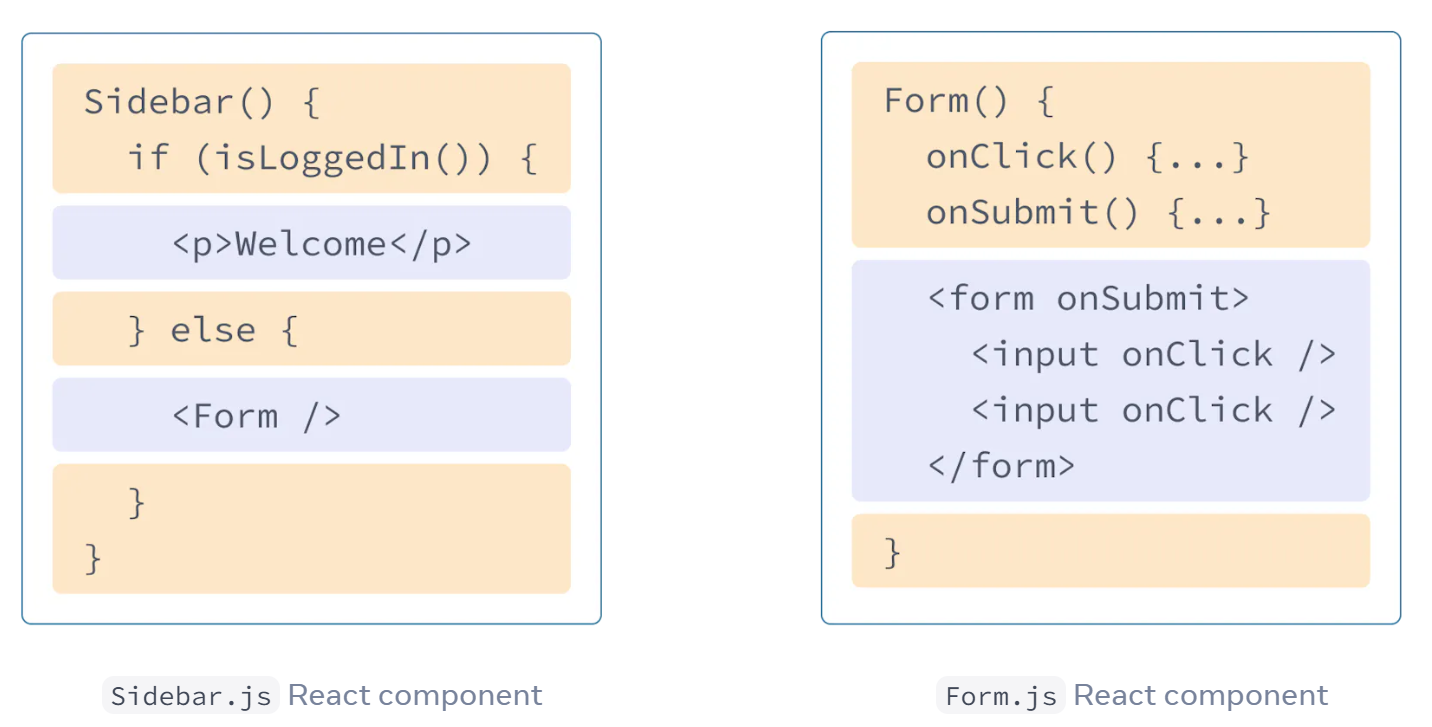 Sidebar() {
if (isLoggedIn()) {
<p>Welcome</p>
} else {
<Form />
}
}
Sidebar.js React component
Form() {
onClick() {...}
onSubmit() {...}
<form onSubmit>
<input onClick />
<input onClick />
</form>
}
Form.js React component